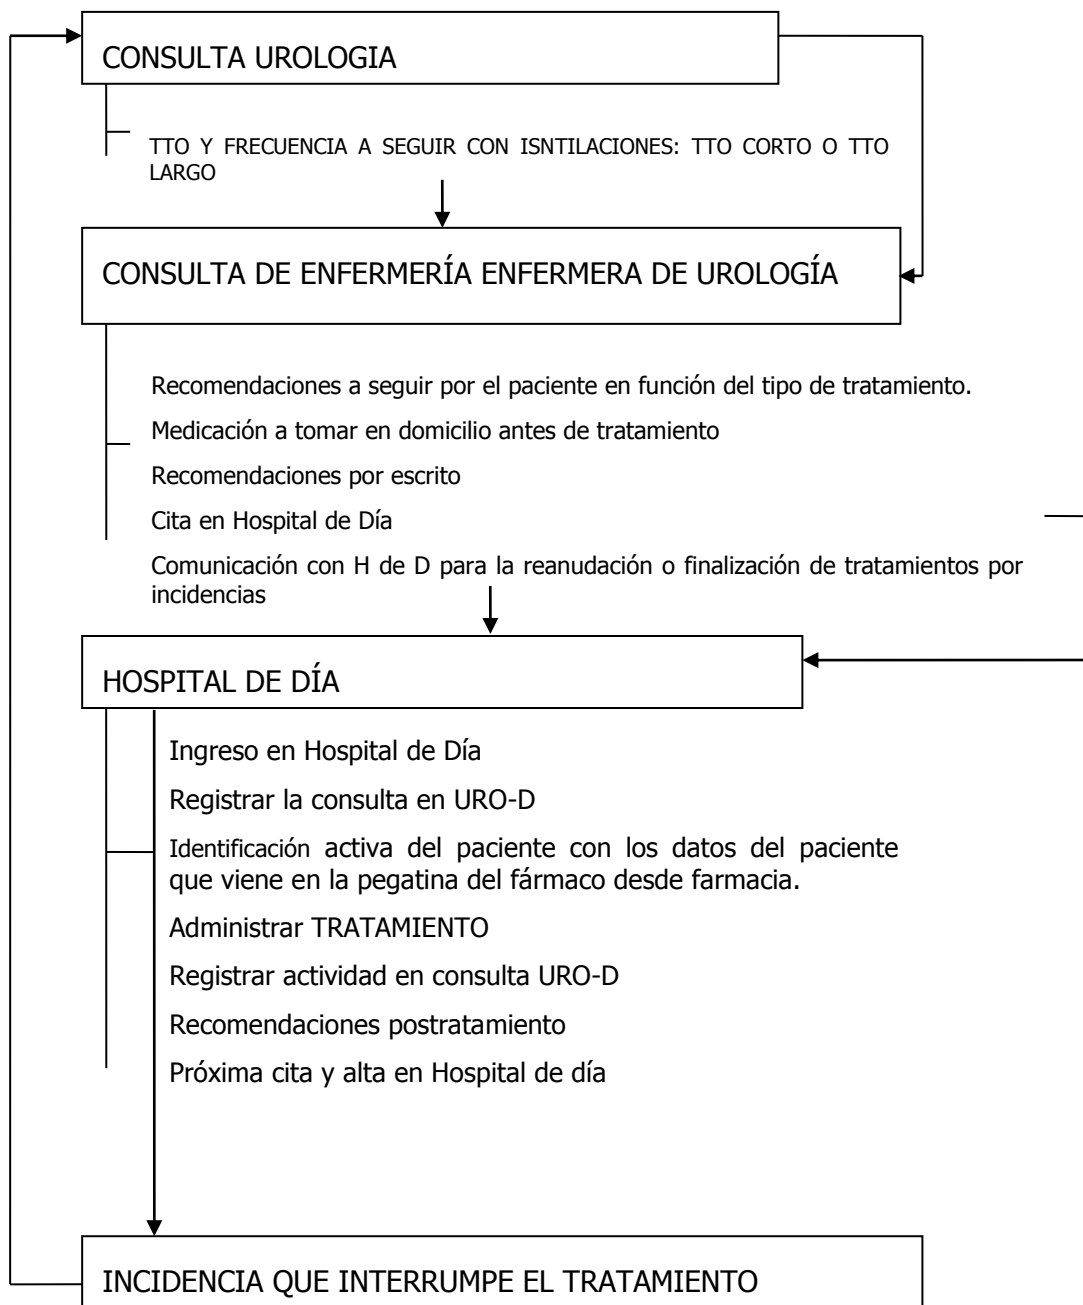 CONSULTA UROLOGIA
TTO Y FRECUENCIA A SEGUIR CON ISNTILACIONES: TTO CORTO O TTO
LARGO
CONSULTA DE ENFERMERÍA ENFERMERA DE UROLOGÍA
Recomendaciones a seguir por el paciente en función del tipo de tratamiento.
Medicación a tomar en domicilio antes de tratamiento
Recomendaciones por escrito
Cita en Hospital de Día
Comunicación con H de D para la reanudación o finalización de tratamientos por
incidencias
HOSPITAL DE DÍA
Ingreso en Hospital de Día
Registrar la consulta en URO-D
Identificación activa del paciente con los datos del paciente
que viene en la pegatina del fármaco desde farmacia.
Administrar TRATAMIENTO
Registrar actividad en consulta URO-D
Recomendaciones postratamiento
Próxima cita y alta en Hospital de día
INCIDENCIA QUE INTERRUMPE EL TRATAMIENTO